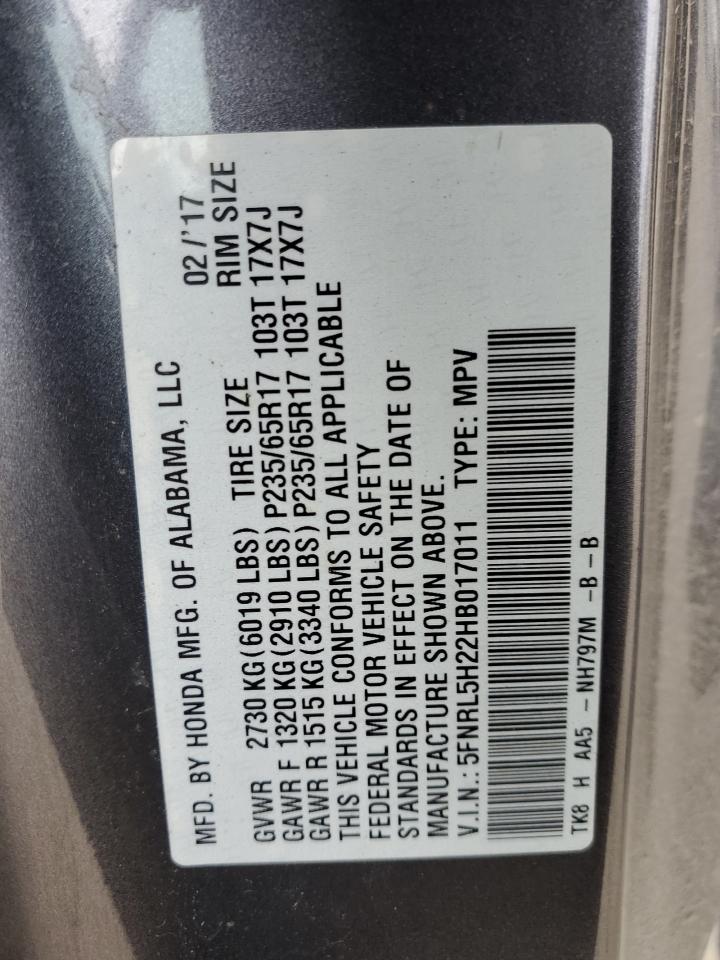 MFD. BY HONDA MFG. OF ALABAMA, LLC 02/'17
TIRE SIZE RIM SIZE
GVWR 2730 KG(6019 LBS)
GAWR F 1320 KG(2910 LBS) P235/65R17 103T 17X7J
GAWR R 1515 KG(3340 LBS) P235/65R17 103T 17X7J
THIS VEHICLE CONFORMS TO ALL APPLICABLE
FEDERAL MOTOR VEHICLE SAFETY
STANDARDS IN EFFECT ON THE DATE OF
MANUFACTURE SHOWN ABOVE.
V.I.N.: 5FNRL5H22HB017011 TYPE: MPV
TK8 H AA5 - NH797M -B-B